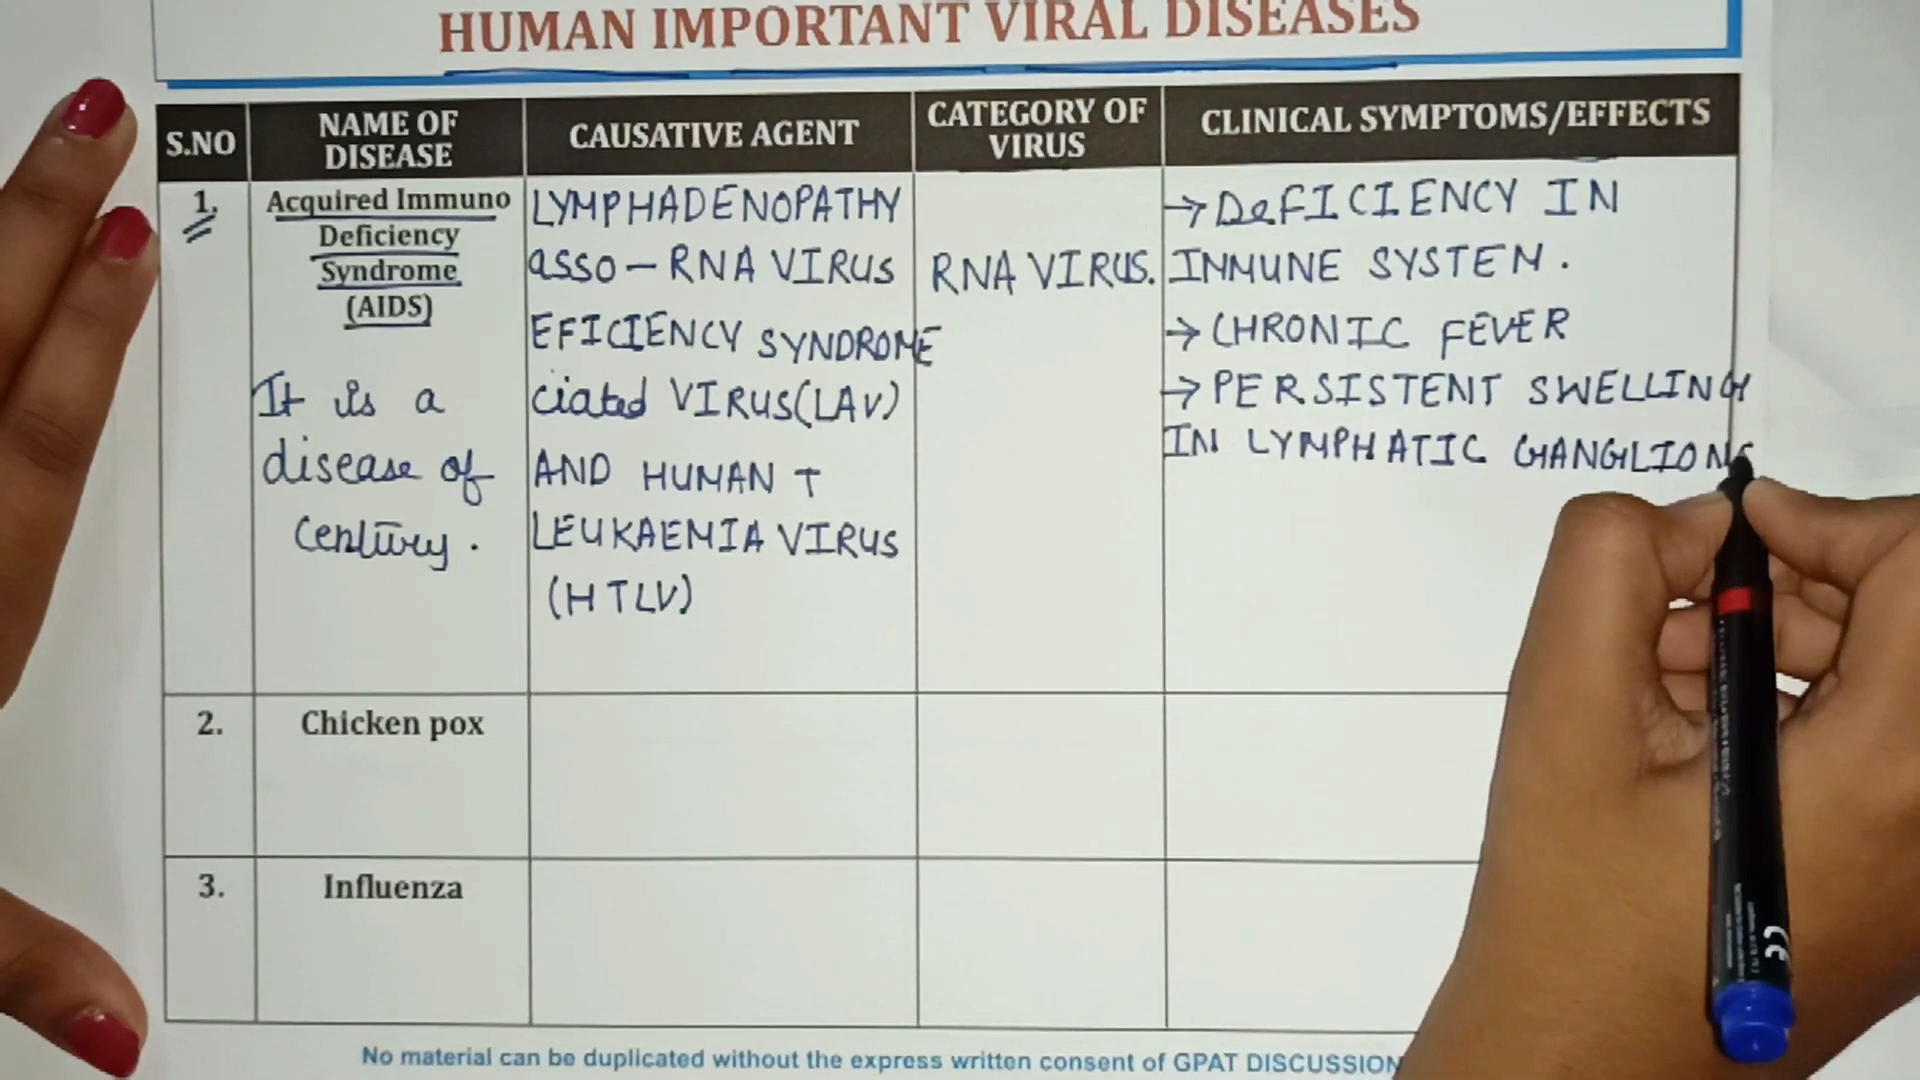 HUMAN IMPORTANT VIRAL DISEASES
S.NO
NAME OF
DISEASE
CAUSATIVE AGENT
CATEGORY OF
VIRUS
CLINICAL SYMPTOMS/EFFECTS
1.
Acquired Immuno
Deficiency
Syndrome
(AIDS)
It is a
disease of
century.
LYMPHADENOPATHY
asso - RNA VIRUS
EFICIENCY SYNDROME
ciated VIRUS(LAV)
AND HUMAN T
LEUKAEMIA VIRUS
(HTLV)
RNA VIRUS.
→ DeFICIENCY IN
IMMUNE SYSTEM.
→ CHRONIC FEVER
→ PERSISTENT SWELLING
IN LYMPHATIC GANGLIONS
2.
Chicken pox
3.
Influenza
No material can be duplicated without the express written consent of GPAT DISCUSSION
CE